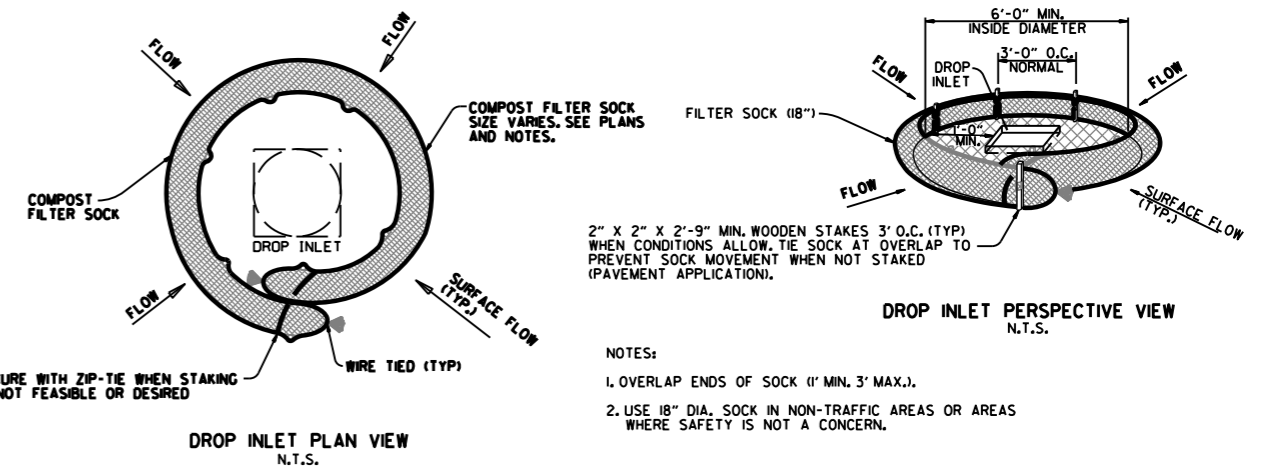 FLOW
FLOW
COMPOST FILTER SOCK
SIZE VARIES. SEE PLANS
AND NOTES.
COMPOST
FILTER SOCK
DROP INLET
FLOW
SURFACE FLOW
(TYP.)
WIRE TIED (TYP)
URE WITH ZIP-TIE WHEN STAKING
NOT FEASIBLE OR DESIRED
DROP INLET PLAN VIEW
N.T.S.
6'-0" MIN.
INSIDE DIAMETER
3'-0" O.C.
NORMAL
DROP
INLET
FLOW
FLOW
FILTER SOCK (18")
1'-0"
MIN.
FLOW
SURFACE FLOW
(TYP.)
2" X 2" X 2'-9" MIN. WOODEN STAKES 3' O.C. (TYP)
WHEN CONDITIONS ALLOW. TIE SOCK AT OVERLAP TO
PREVENT SOCK MOVEMENT WHEN NOT STAKED
(PAVEMENT APPLICATION).
DROP INLET PERSPECTIVE VIEW
N.T.S.
NOTES:
1. OVERLAP ENDS OF SOCK (1' MIN. 3' MAX.).
2. USE 18" DIA. SOCK IN NON-TRAFFIC AREAS OR AREAS
WHERE SAFETY IS NOT A CONCERN.